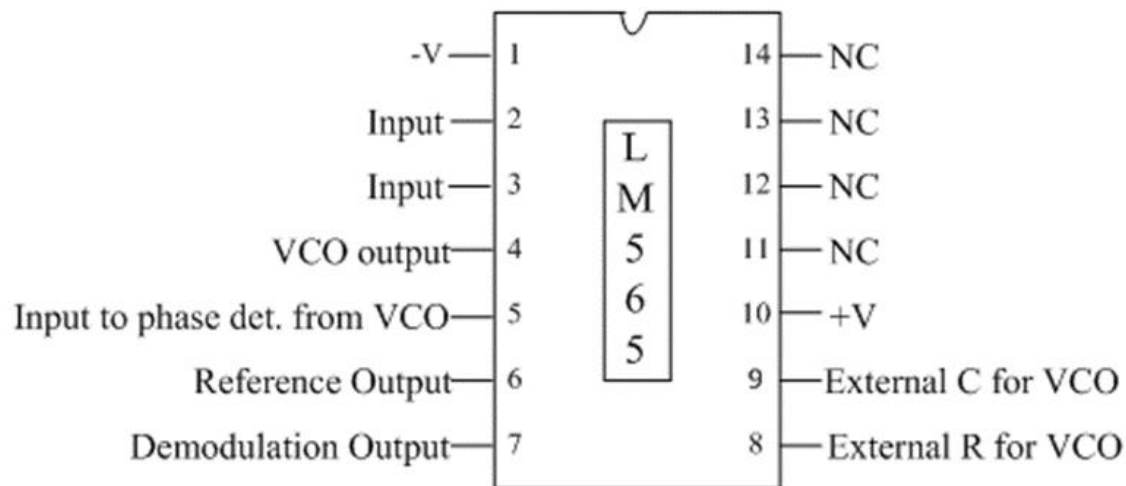 -V 1 14 NC
Input 2 13 NC
Input 3 12 NC
VCO output 4 11 NC
Input to phase det. from VCO 5 10 +V
Reference Output 6 9 External C for VCO
Demodulation Output 7 8 External R for VCO
L
M
5
6
5